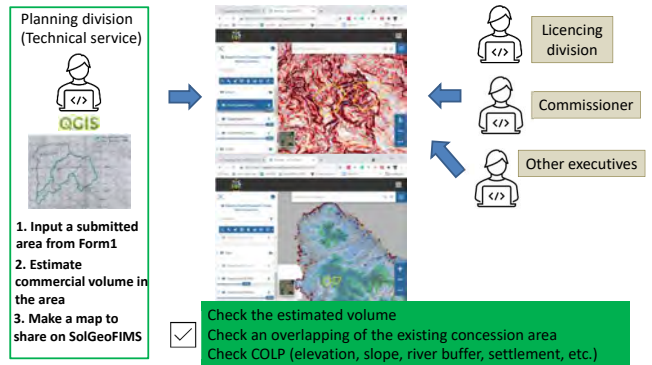 Planning division
(Technical service)
</>
QGIS
1. Input a submitted
area from Form1
2. Estimate
commercial volume in
the area
3. Make a map to
share on SolGeoFIMS
</>
Licencing
division
</>
Commissioner
</>
Other executives
Check the estimated volume
Check an overlapping of the existing concession area
Check COLP (elevation, slope, river buffer, settlement, etc.)